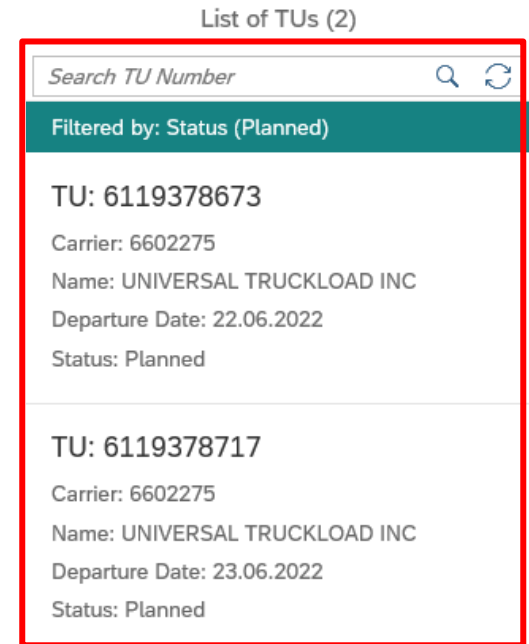 List of TUs (2)
Search TU Number
Filtered by: Status (Planned)
TU: 6119378673
Carrier: 6602275
Name: UNIVERSAL TRUCKLOAD INC
Departure Date: 22.06.2022
Status: Planned
TU: 6119378717
Carrier: 6602275
Name: UNIVERSAL TRUCKLOAD INC
Departure Date: 23.06.2022
Status: Planned